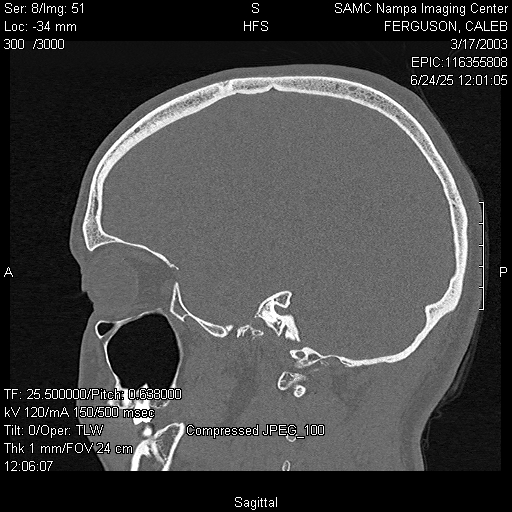 Ser: 8/Img: 51
Loc: -34 mm
300 /3000
S
HFS
SAMC Nampa Imaging Center
FERGUSON, CALEB
3/17/2003
EPIC:116355808
6/24/25 12:01:05
A
P
TF: 25.500000/Pitch: 0.698000
kV 120/mA 150/500 msec
Tilt: 0/Oper: TLW
Compressed JPEG_100
Thk 1 mm/FOV 24 cm
12:06:07
Sagittal